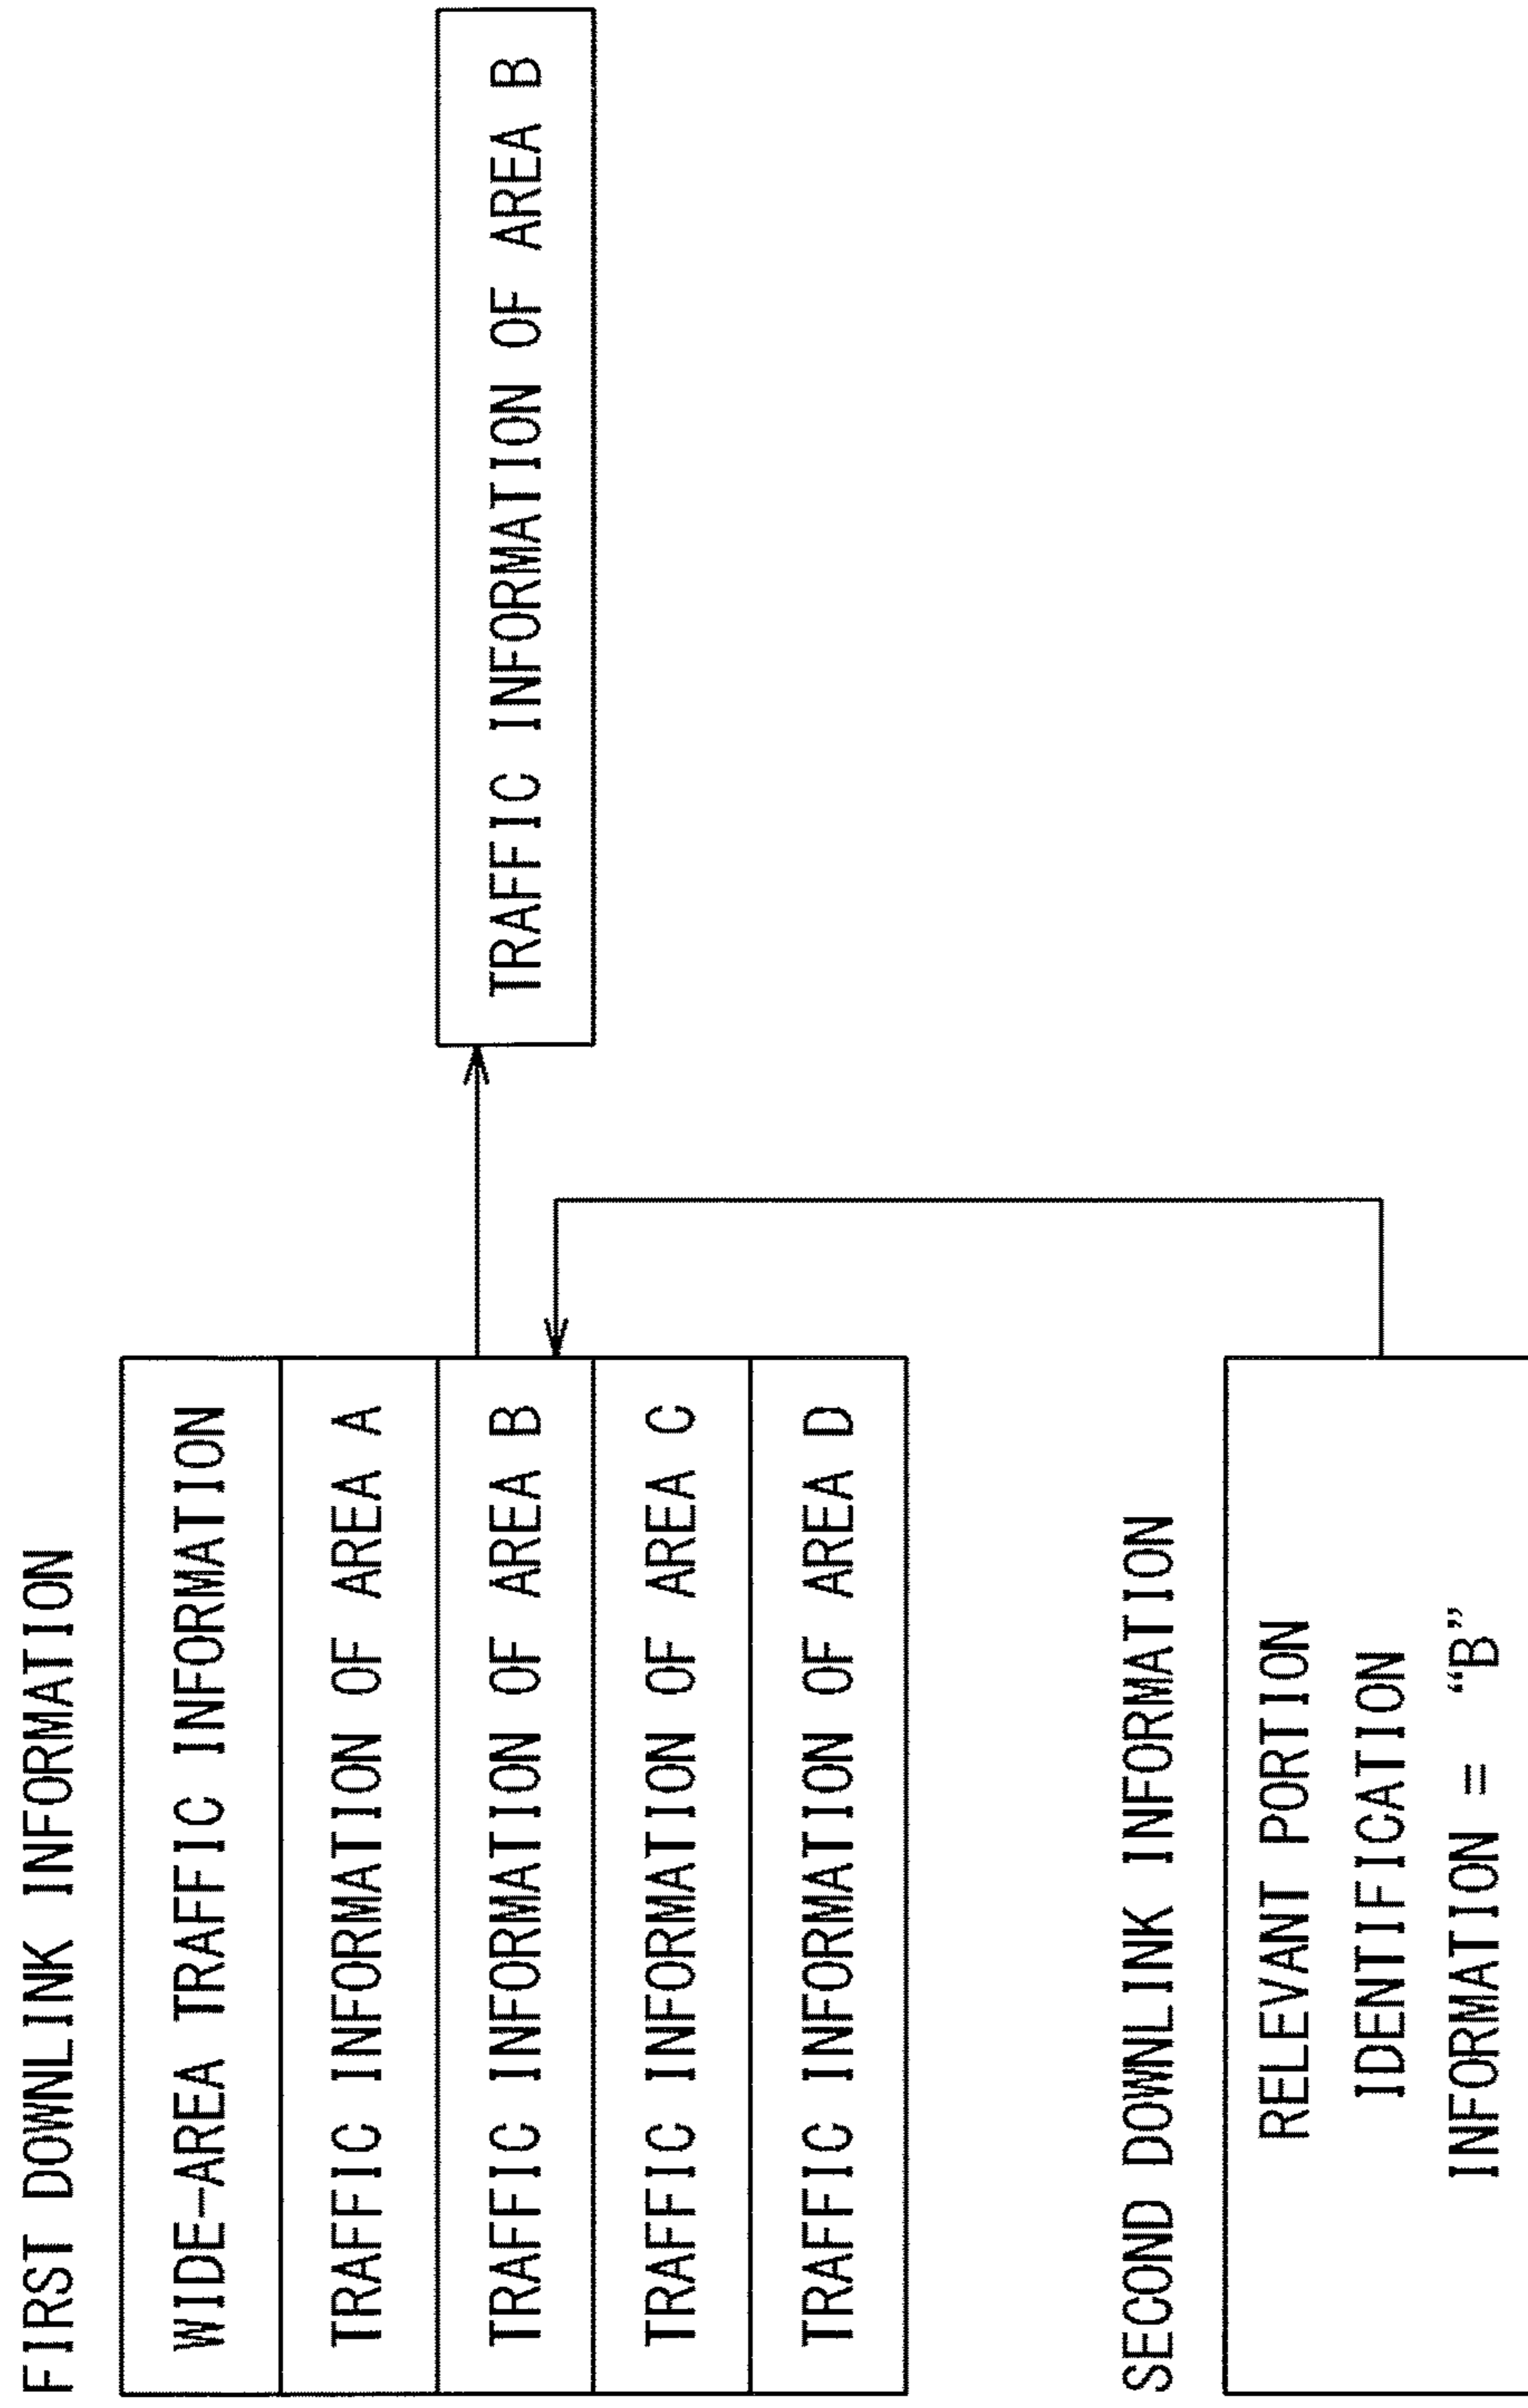 FIRST DOWNLINK INFORMATION
WIDE-AREA TRAFFIC INFORMATION
TRAFFIC INFORMATION OF AREA A
TRAFFIC INFORMATION OF AREA B
TRAFFIC INFORMATION OF AREA C
TRAFFIC INFORMATION OF AREA D
TRAFFIC INFORMATION OF AREA B
SECOND DOWNLINK INFORMATION
RELEVANT PORTION
IDENTIFICATION
INFORMATION = “B”